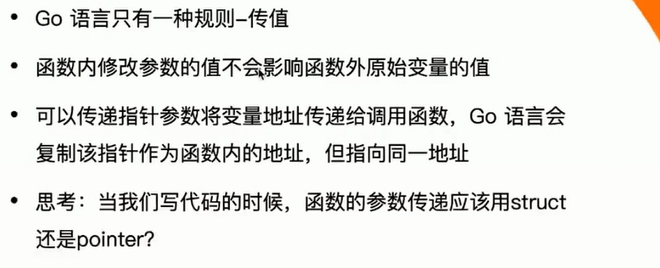 • Go 语言只有一种规则-传值
• 函数内修改参数的值不会影响函数外原始变量的值
• 可以传递指针参数将变量地址传递给调用函数，Go 语言会
复制该指针作为函数内的地址，但指向同一地址
• 思考：当我们写代码的时候，函数的参数传递应该用struct
还是pointer?